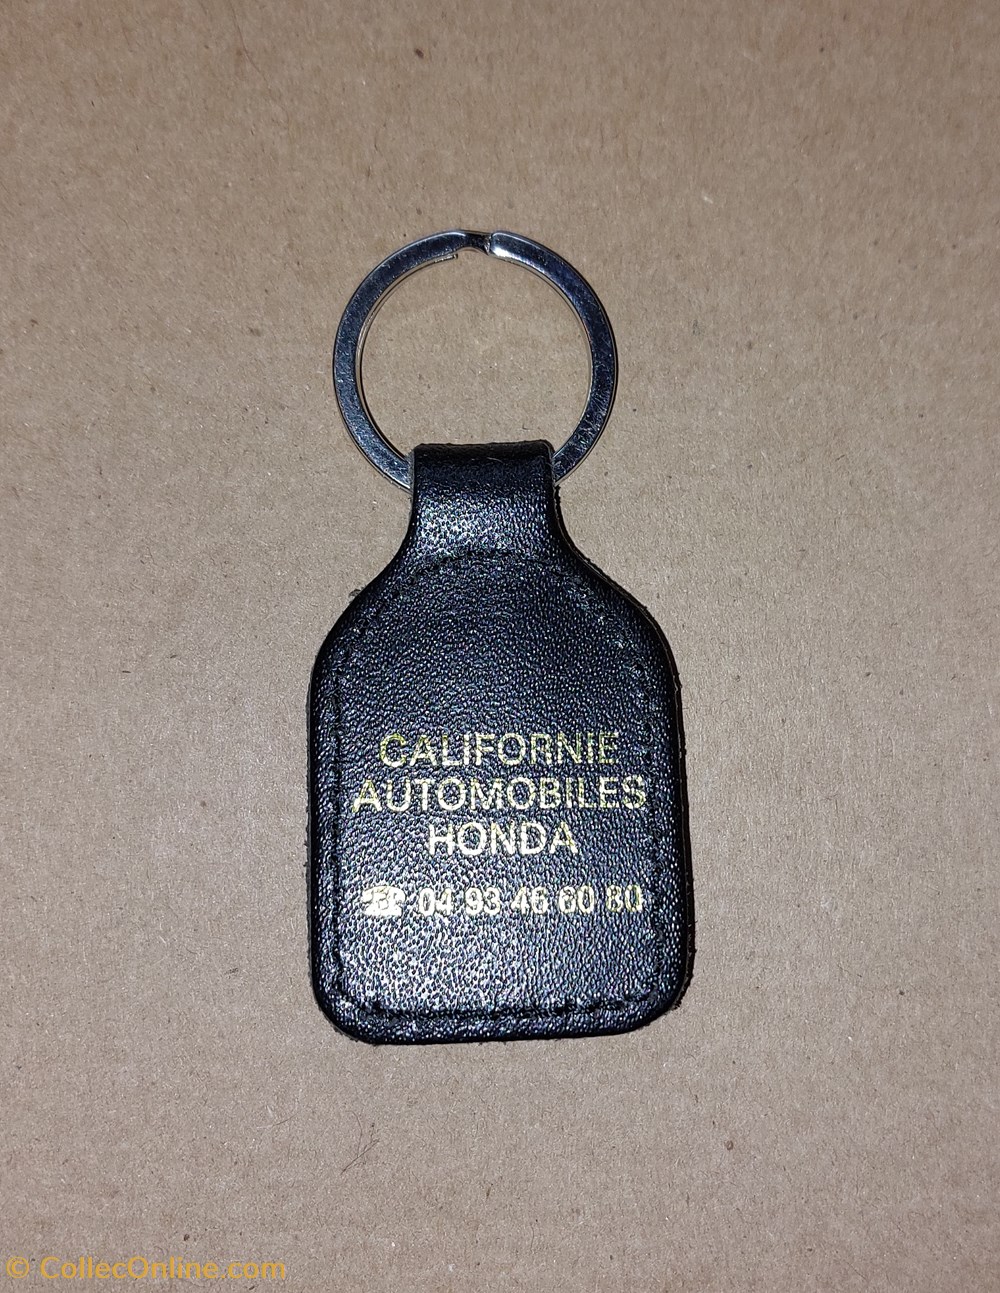 CALIFORNIE
AUTOMOBILES
HONDA
☎ 04 93 46 60 80
© CollecOnline.com